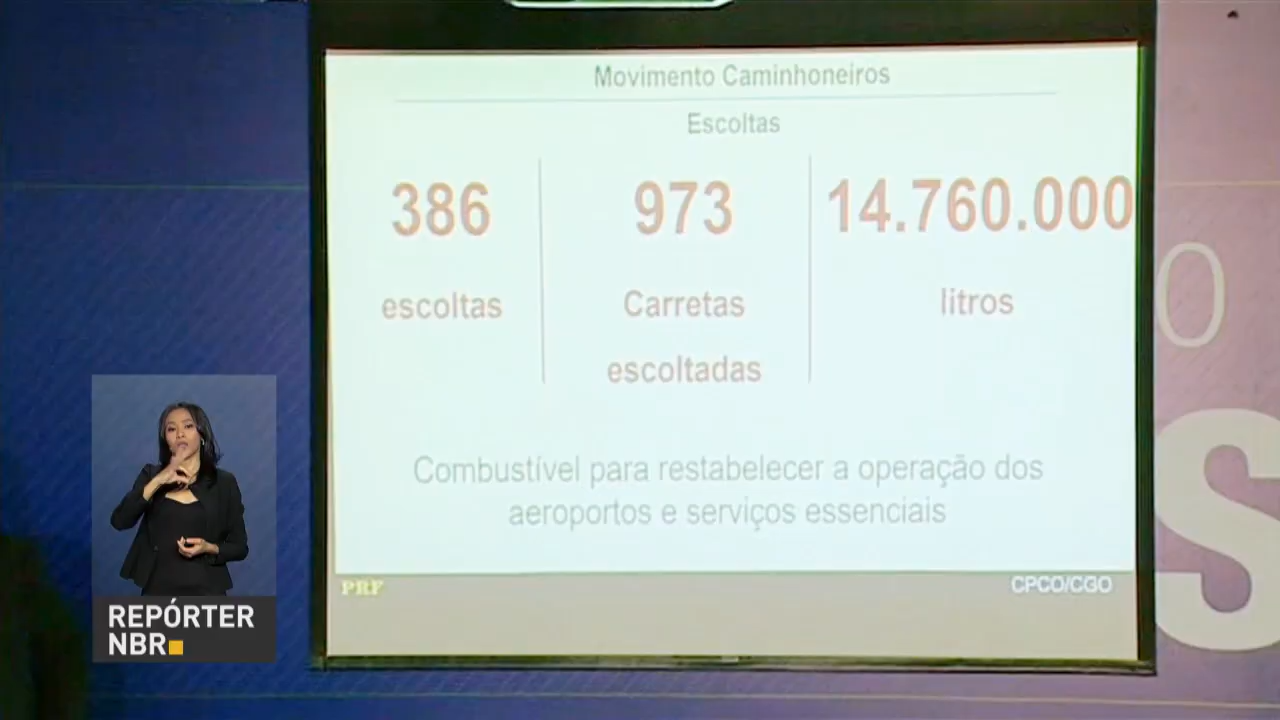 Movimento Caminhoneiros
Escoltas
386
escoltas
973
Carretas
escoltadas
14.760.000
litros
Combustível para restabelecer a operação dos
aeroportos e serviços essenciais
PRF
CPCO/CGO
O
S
REPÓRTER
NBR